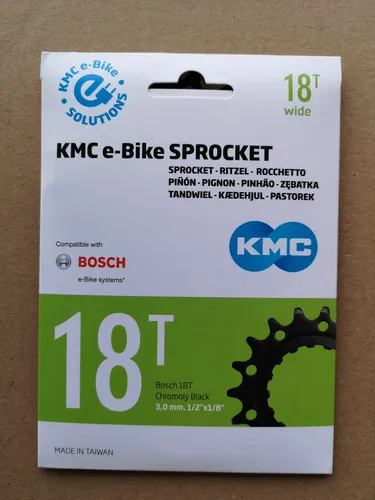 KMC e-Bike
SOLUTIONS
18T
wide
KMC e-Bike SPROCKET
SPROCKET - RITZEL - ROCCHETTO
PIÑÓN - PIGNON - PINHÃO - ZĘBATKA
TANDWIEL - KÆDEHJUL - PASTOREK
Compatible with
BOSCH
e-Bike systems*
KMC
18T
Bosch 18T
Chromoly Black
3,0 mm, 1/2"x1/8"
MADE IN TAIWAN